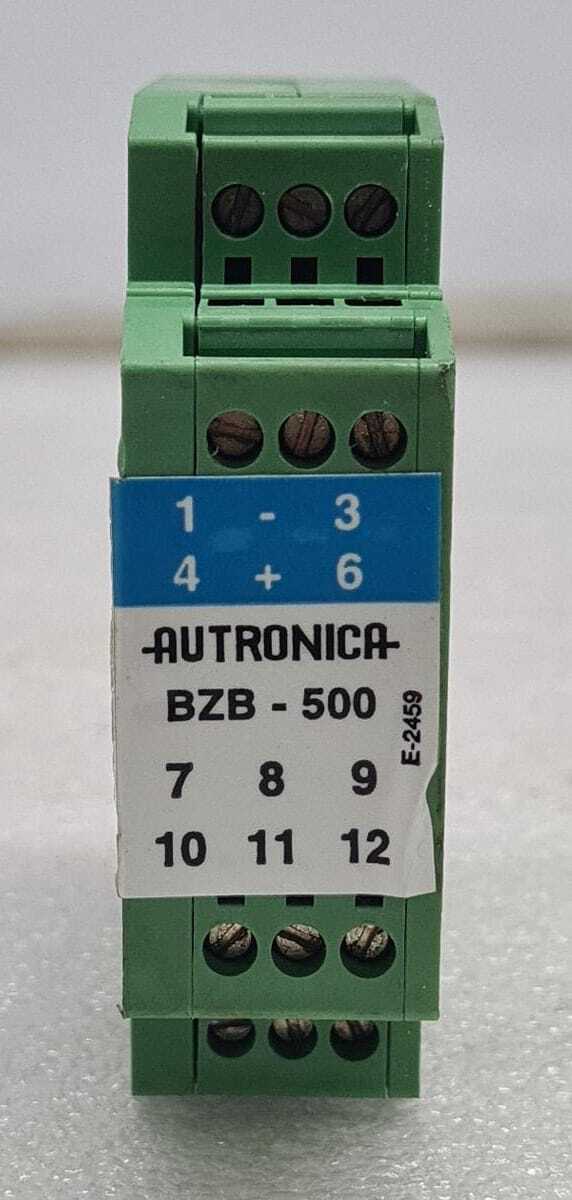 1 - 3
4 + 6
AUTRONICA
BZB - 500
E-2459
7 8 9
10 11 12